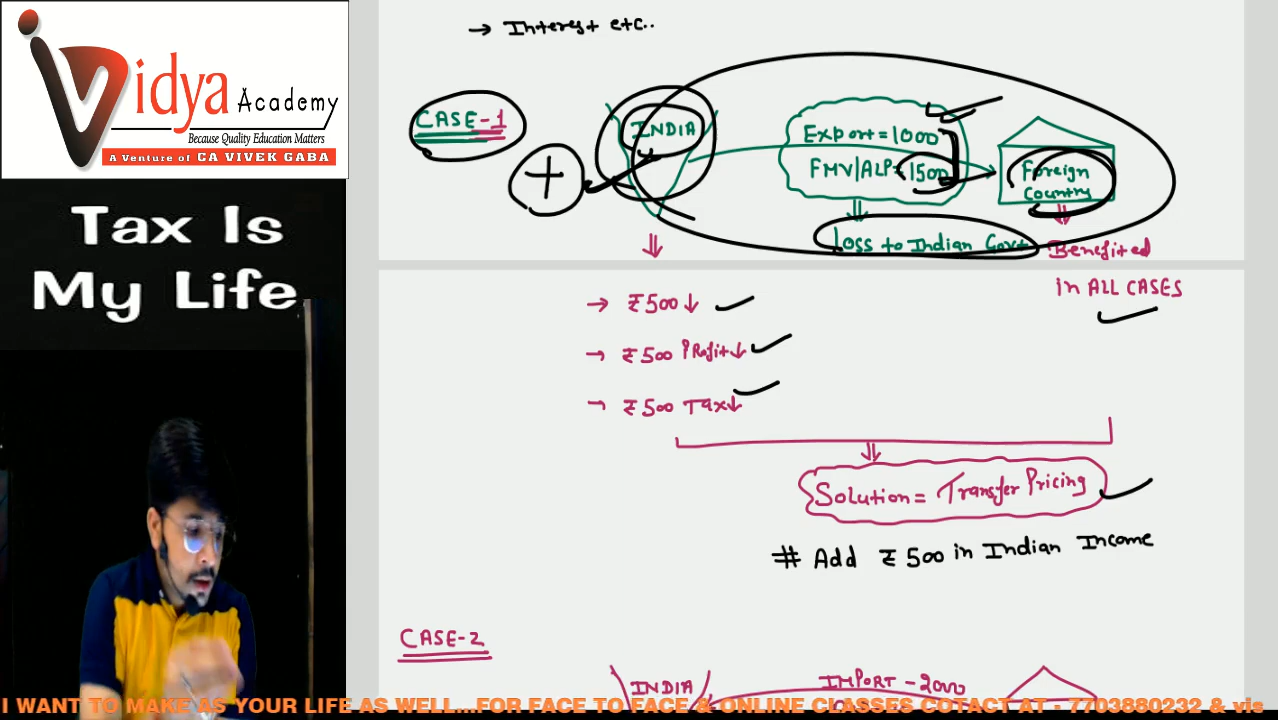 iVidya
Academy
Because Quality Education Matters
A Venture of CA VIVEK GABA
Tax Is
My Life
→ Interest etc..
CASE-1
+
INDIA
Export = 1000
FMV/ALP = 1500
Foreign
Country
Loss to Indian Govt
Benefited
in ALL CASES
→ ₹500 ↓
→ ₹500 Profit ↓
→ ₹500 Tax ↓
Solution = Transfer Pricing
# Add ₹ 500 in Indian Income
CASE-2
INDIA
IMPORT - 2000
I WANT TO MAKE AS YOUR LIFE AS WELL...FOR FACE TO FACE & ONLINE CLASSES COTACT AT - 7703880232 & vis